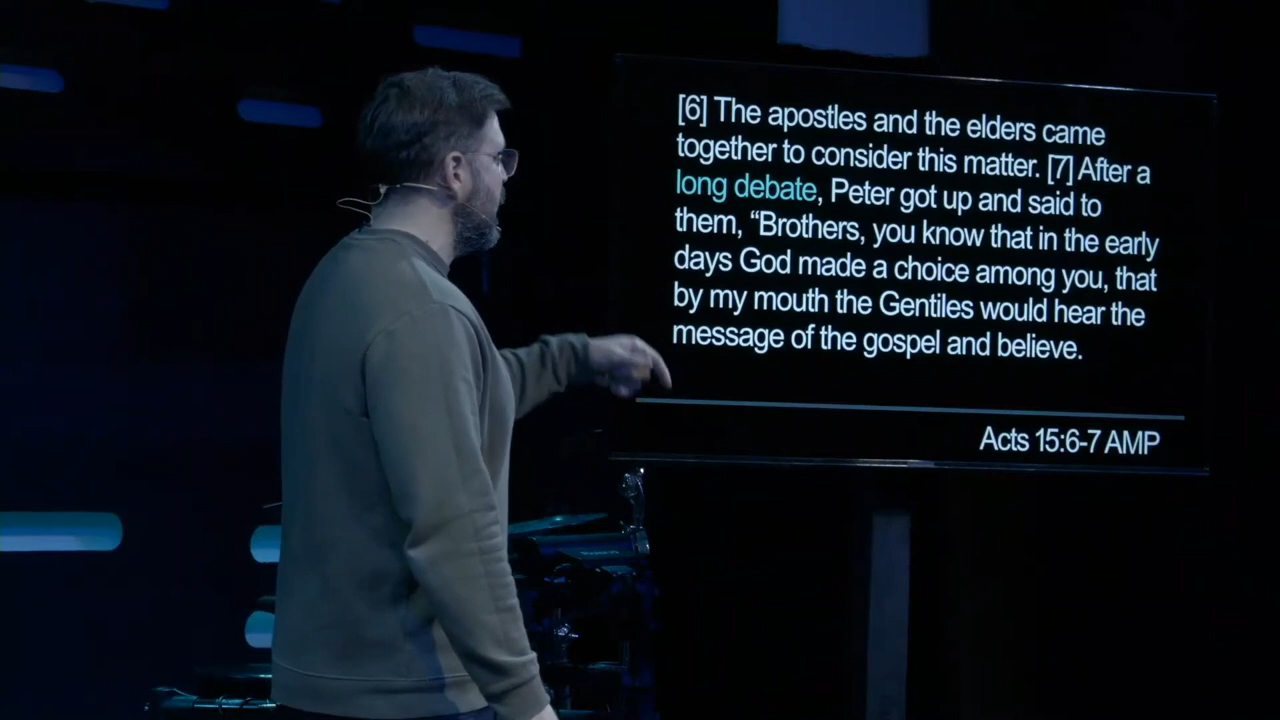 [6] The apostles and the elders came
together to consider this matter. [7] After a
long debate, Peter got up and said to
them, “Brothers, you know that in the early
days God made a choice among you, that
by my mouth the Gentiles would hear the
message of the gospel and believe.
Acts 15:6-7 AMP